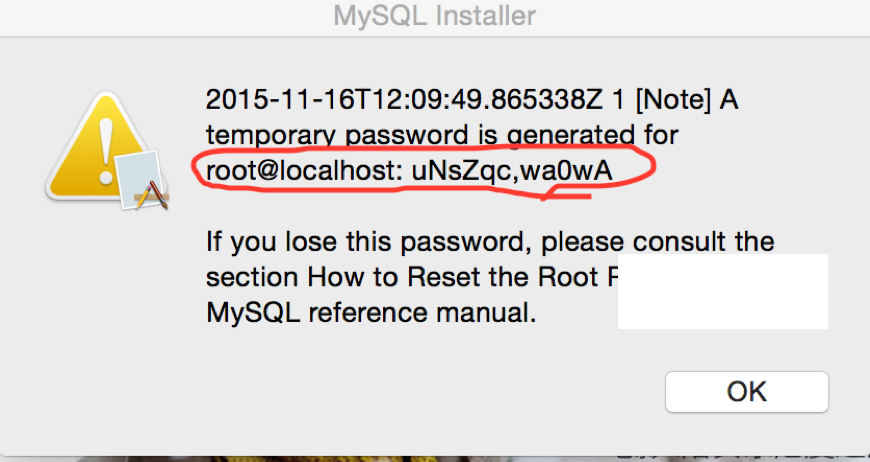 MySQL Installer
2015-11-16T12:09:49.865338Z 1 [Note] A
temporary password is generated for
root@localhost: uNsZqc,wa0wA
If you lose this password, please consult the
section How to Reset the Root
MySQL reference manual.
OK